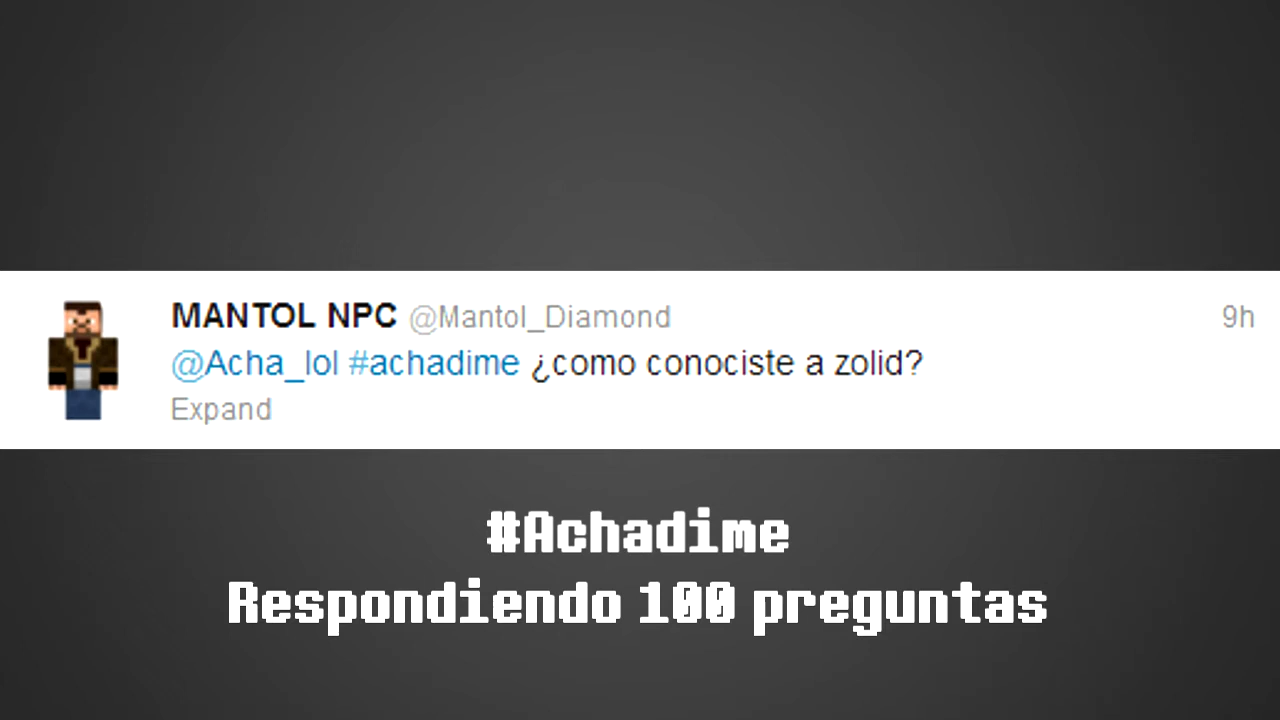 MANTOL NPC @Mantol_Diamond 9h
@Acha_lol #achadime ¿como conociste a zolid?
Expand
#Achadime
Respondiendo 100 preguntas